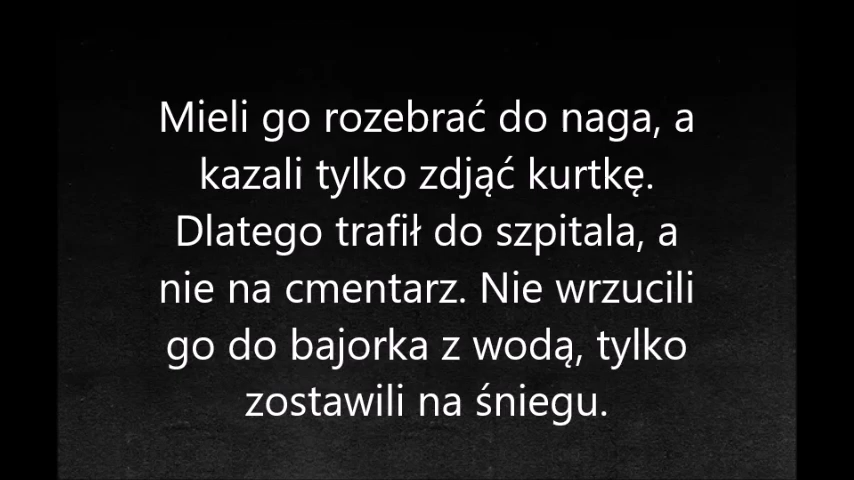 Mieli go rozebrać do naga, a
kazali tylko zdjąć kurtkę.
Dlatego trafił do szpitala, a
nie na cmentarz. Nie wrzucili
go do bajorka z wodą, tylko
zostawili na śniegu.